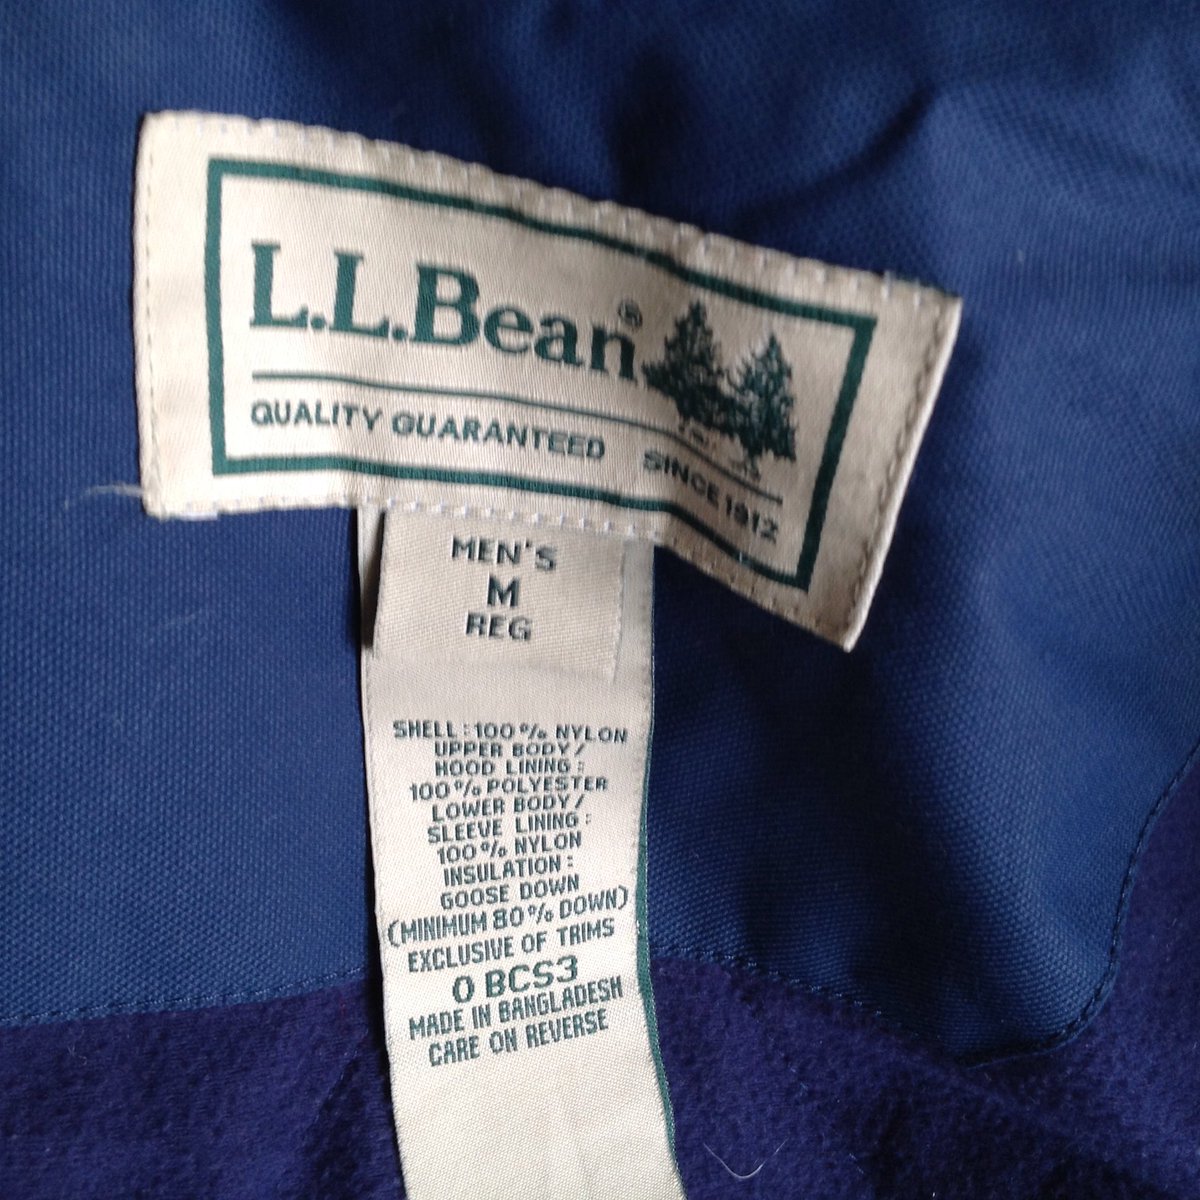 L.L.Bean®
QUALITY GUARANTEED SINCE 1912
MEN'S
M
REG
SHELL: 100% NYLON
UPPER BODY/
HOOD LINING:
100% POLYESTER
LOWER BODY/
SLEEVE LINING:
100% NYLON
INSULATION:
GOOSE DOWN
(MINIMUM 80% DOWN)
EXCLUSIVE OF TRIMS
0 BCS3
MADE IN BANGLADESH
CARE ON REVERSE